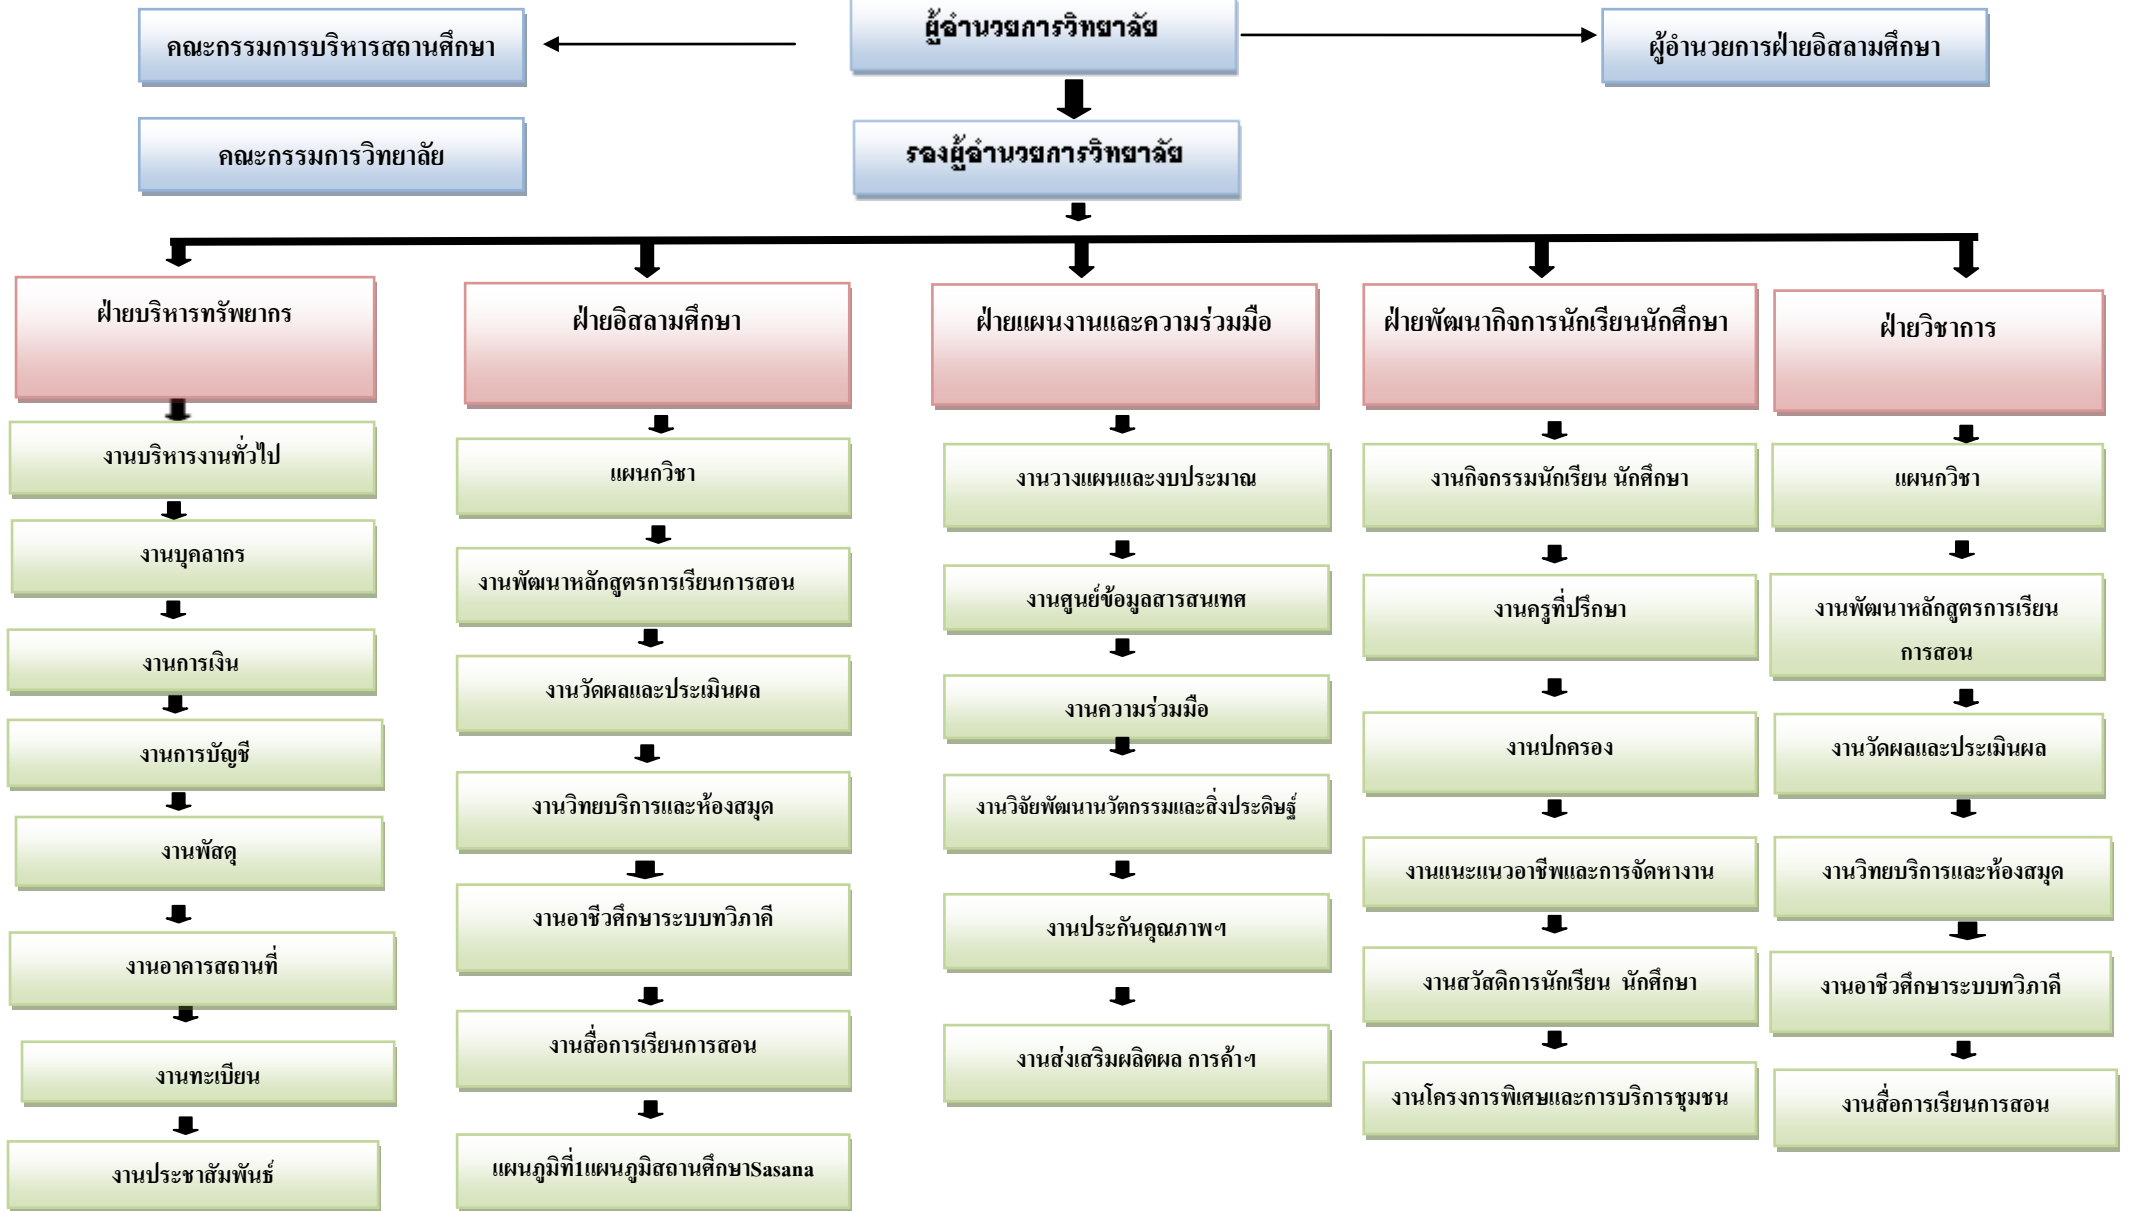 ผู้อำนวยการวิทยาลัย
คณะกรรมการบริหารสถานศึกษา
ผู้อำนวยการฝ่ายอิสลามศึกษา
คณะกรรมการวิทยาลัย
รองผู้อำนวยการวิทยาลัย
ฝ่ายบริหารทรัพยากร
งานบริหารงานทั่วไป
งานบุคลากร
งานการเงิน
งานการบัญชี
งานพัสดุ
งานอาคารสถานที่
งานทะเบียน
งานประชาสัมพันธ์
ฝ่ายอิสลามศึกษา
แผนกวิชา
งานพัฒนาหลักสูตรการเรียนการสอน
งานวัดผลและประเมินผล
งานวิทยบริการและห้องสมุด
งานอาชีวศึกษาระบบทวิภาคี
งานสื่อการเรียนการสอน
แผนภูมิที่1แผนภูมิสถานศึกษาSasana
ฝ่ายแผนงานและความร่วมมือ
งานวางแผนและงบประมาณ
งานศูนย์ข้อมูลสารสนเทศ
งานความร่วมมือ
งานวิจัยพัฒนานวัตกรรมและสิ่งประดิษฐ์
งานประกันคุณภาพฯ
งานส่งเสริมผลิตผล การค้าฯ
ฝ่ายพัฒนากิจการนักเรียนนักศึกษา
งานกิจกรรมนักเรียน นักศึกษา
งานครูที่ปรึกษา
งานปกครอง
งานแนะแนวอาชีพและการจัดหางาน
งานสวัสดิการนักเรียน นักศึกษา
งานโครงการพิเศษและการบริการชุมชน
ฝ่ายวิชาการ
แผนกวิชา
งานพัฒนาหลักสูตรการเรียน
การสอน
งานวัดผลและประเมินผล
งานวิทยบริการและห้องสมุด
งานอาชีวศึกษาระบบทวิภาคี
งานสื่อการเรียนการสอน